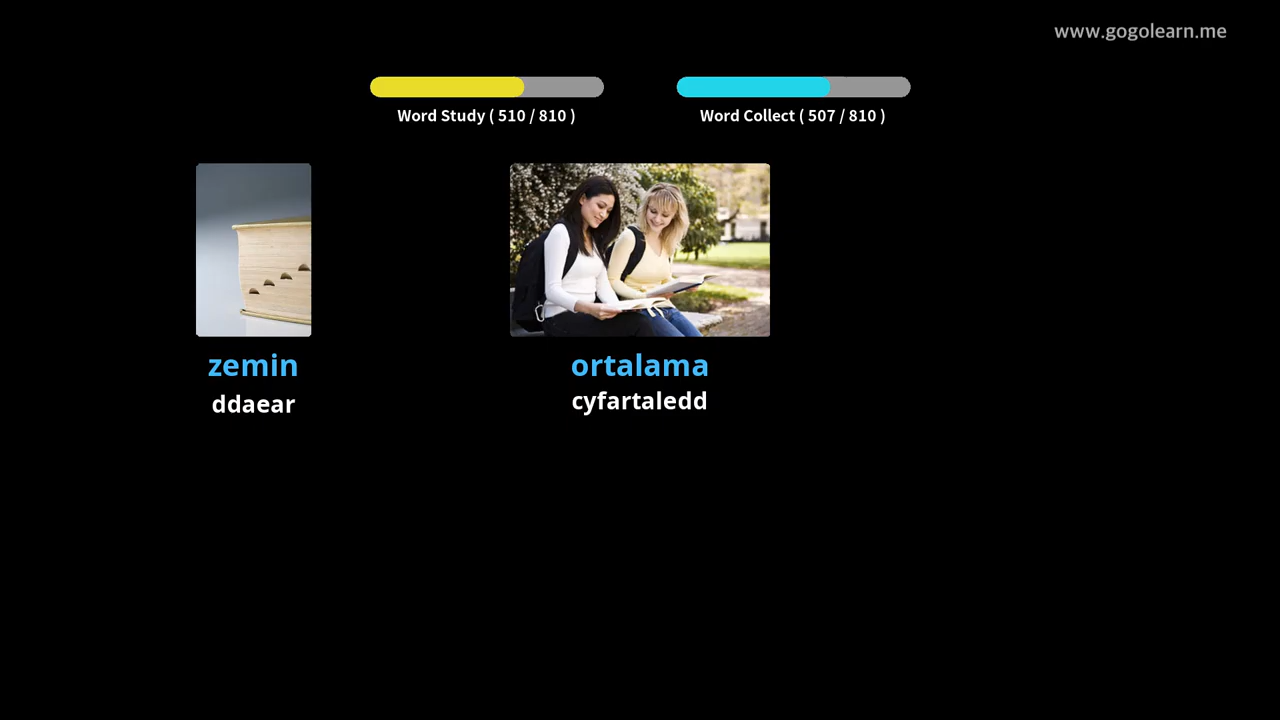 www.gogolearn.me
Word Study ( 510 / 810 )
Word Collect ( 507 / 810 )
zemin
ddaear
ortalama
cyfartaledd